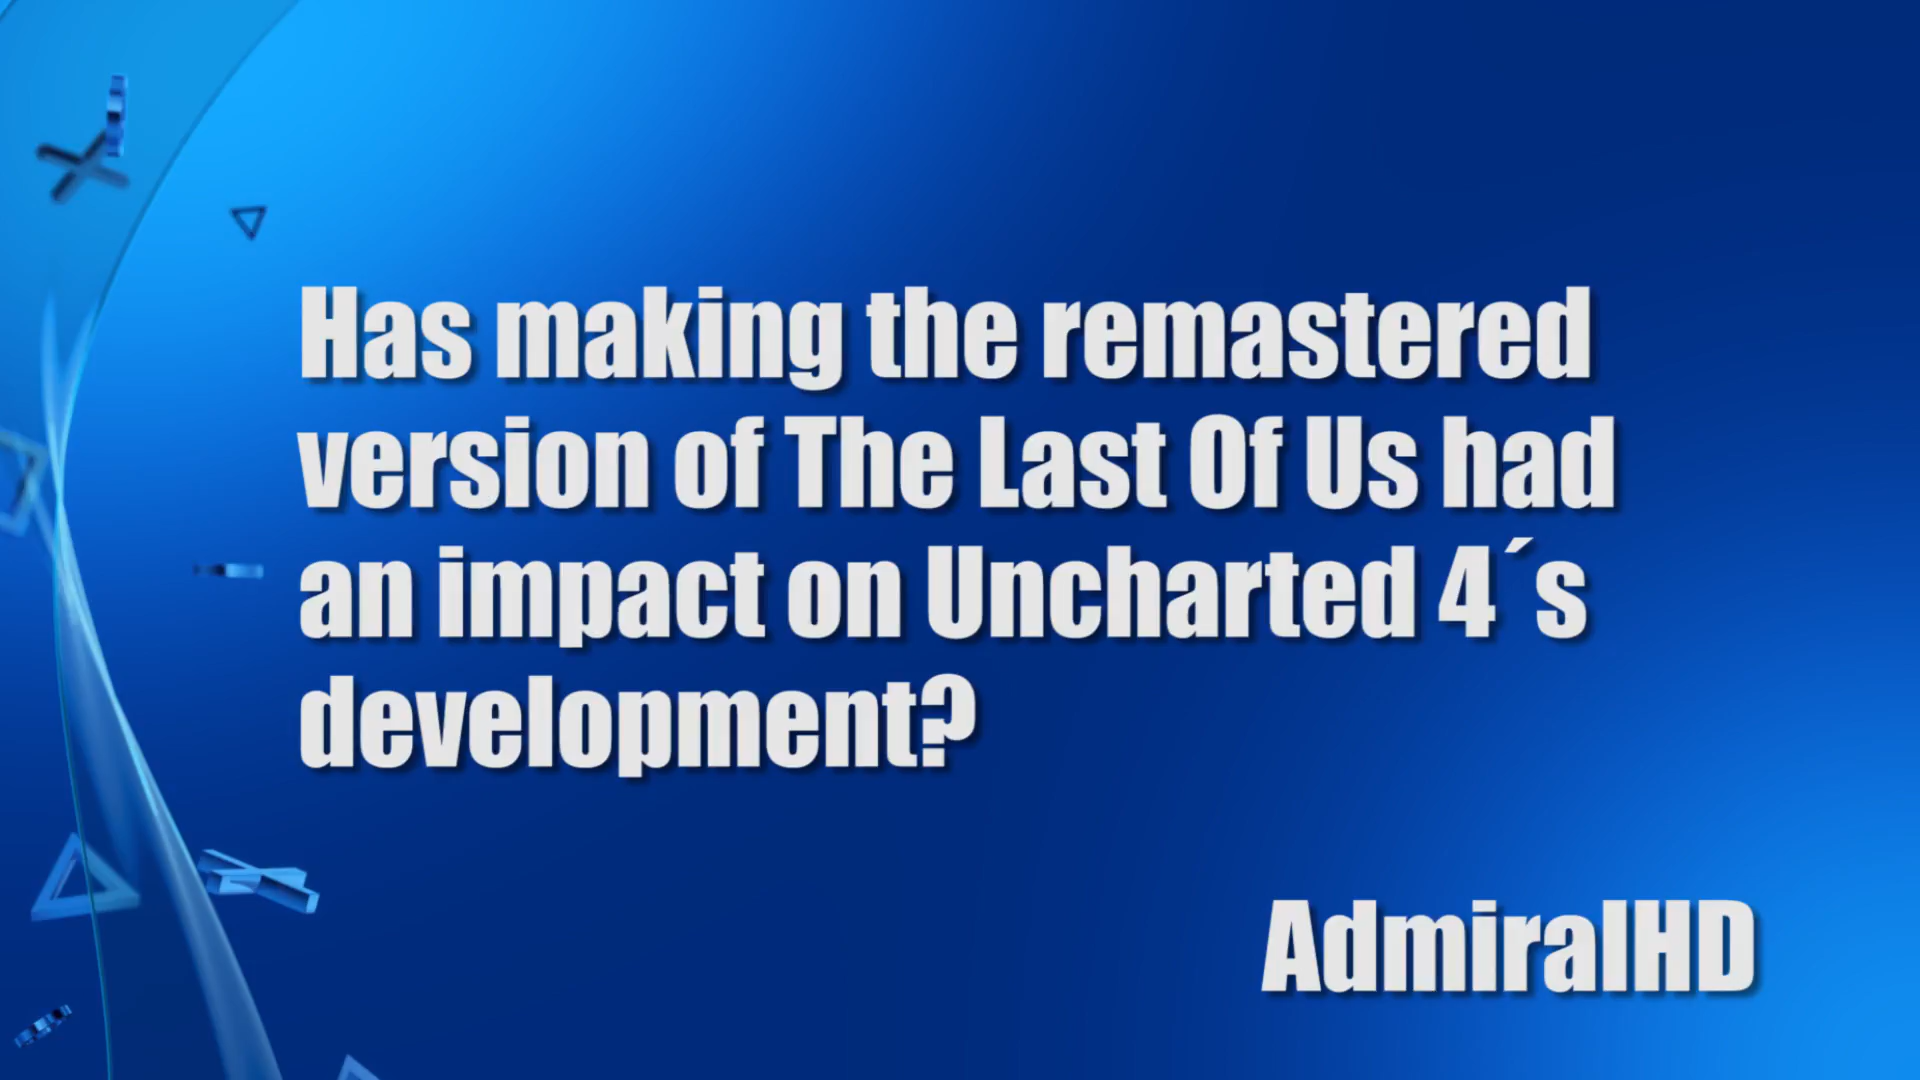 Has making the remastered
version of The Last Of Us had
an impact on Uncharted 4´s
development?
AdmiralHD